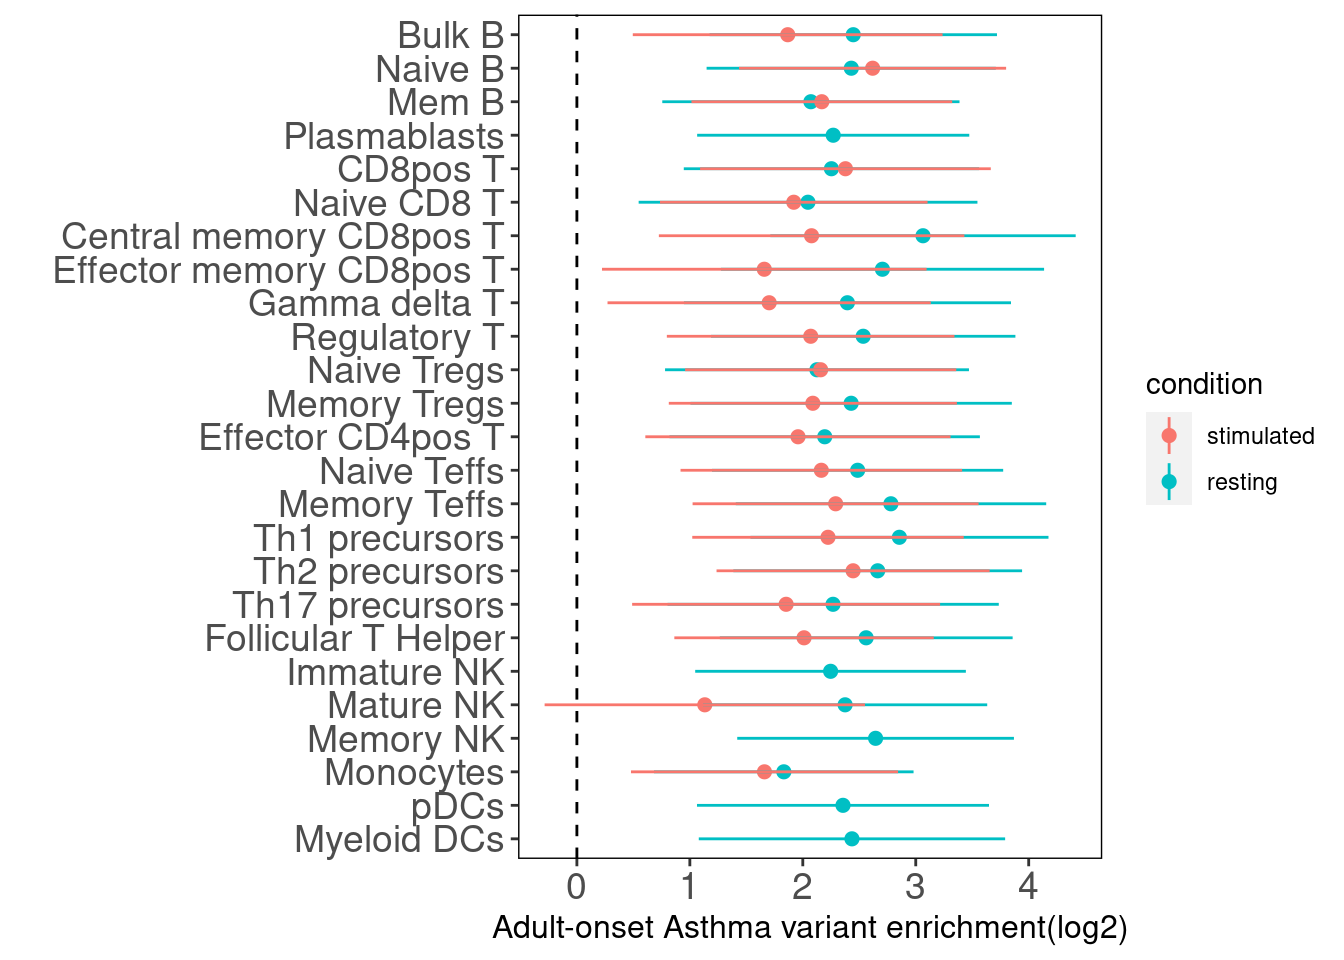 Bulk B
Naive B
Mem B
Plasmablasts
CD8pos T
Naive CD8 T
Central memory CD8pos T
Effector memory CD8pos T
Gamma delta T
Regulatory T
Naive Tregs
Memory Tregs
Effector CD4pos T
Naive Teffs
Memory Teffs
Th1 precursors
Th2 precursors
Th17 precursors
Follicular T Helper
Immature NK
Mature NK
Memory NK
Monocytes
pDCs
Myeloid DCs
0 1 2 3 4
Adult-onset Asthma variant enrichment(log2)
condition
stimulated
resting